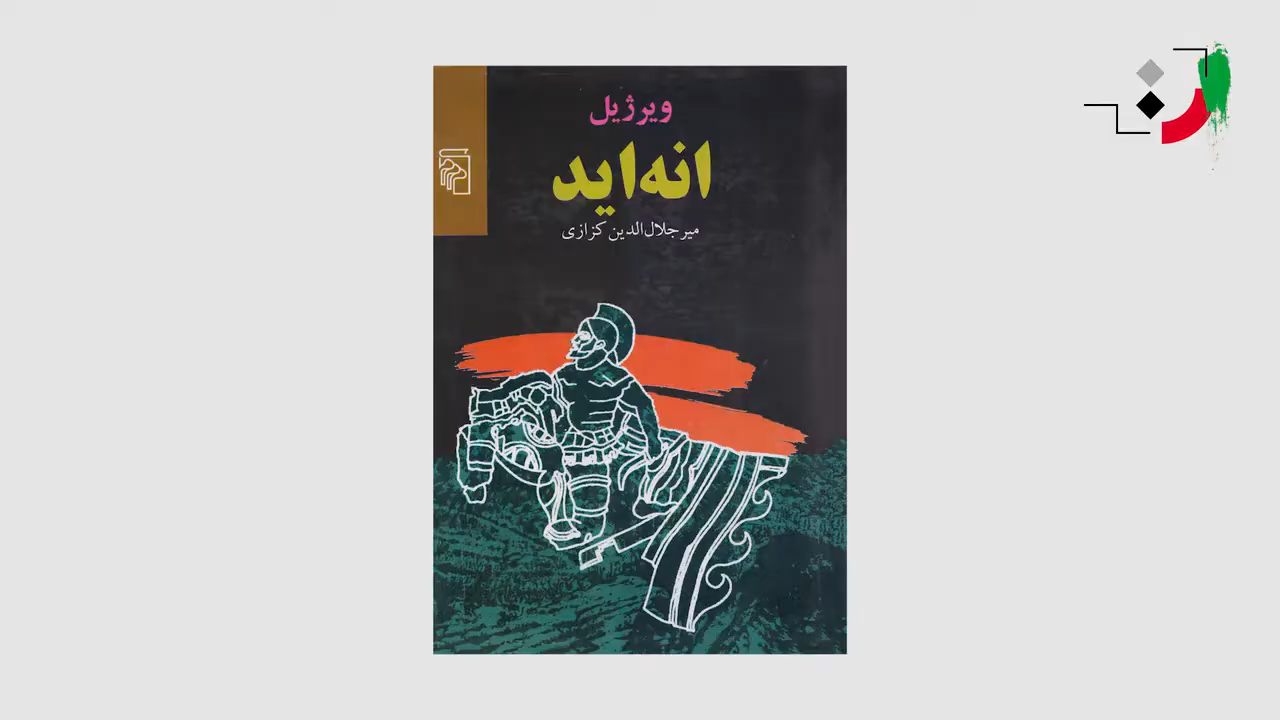 ویرژیل
انه‌اید
میر جلال‌الدین کزازی